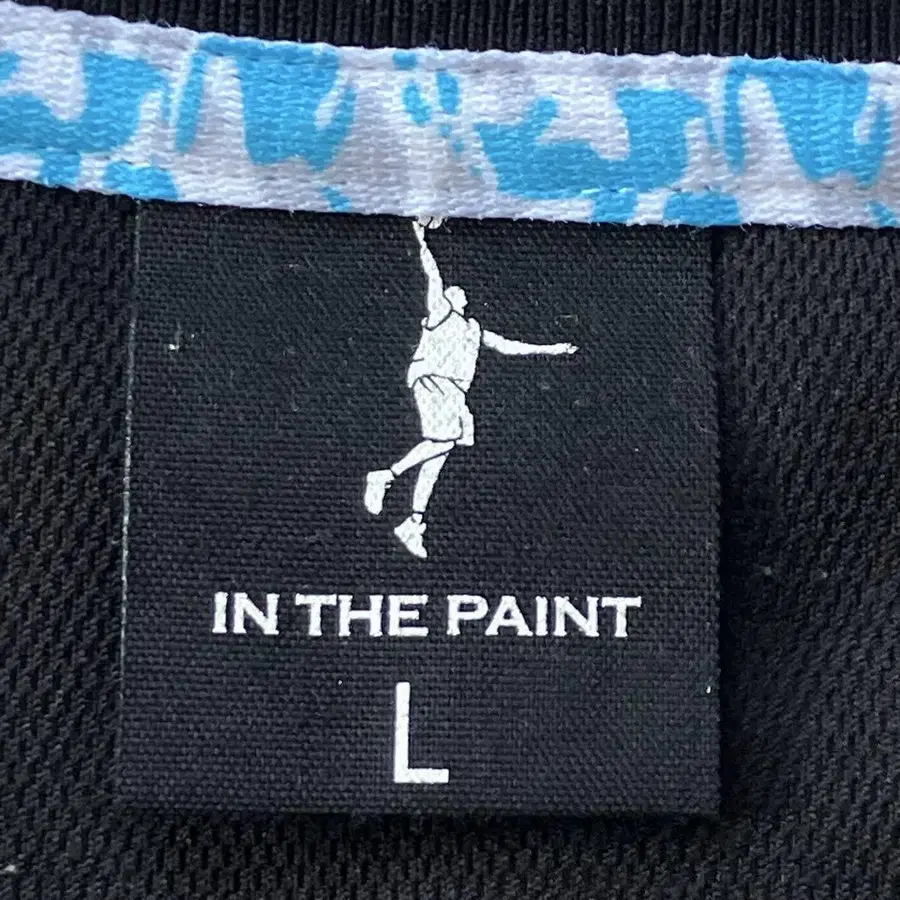 IN THE PAINT
L